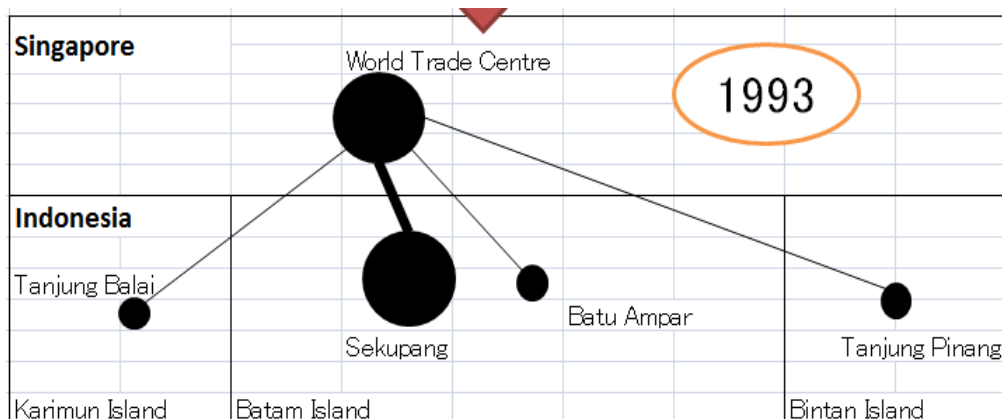 Singapore
World Trade Centre
1993
Indonesia
Tanjung Balai
Batu Ampar
Sekupang
Tanjung Pinang
Karimun Island
Batam Island
Bintan Island